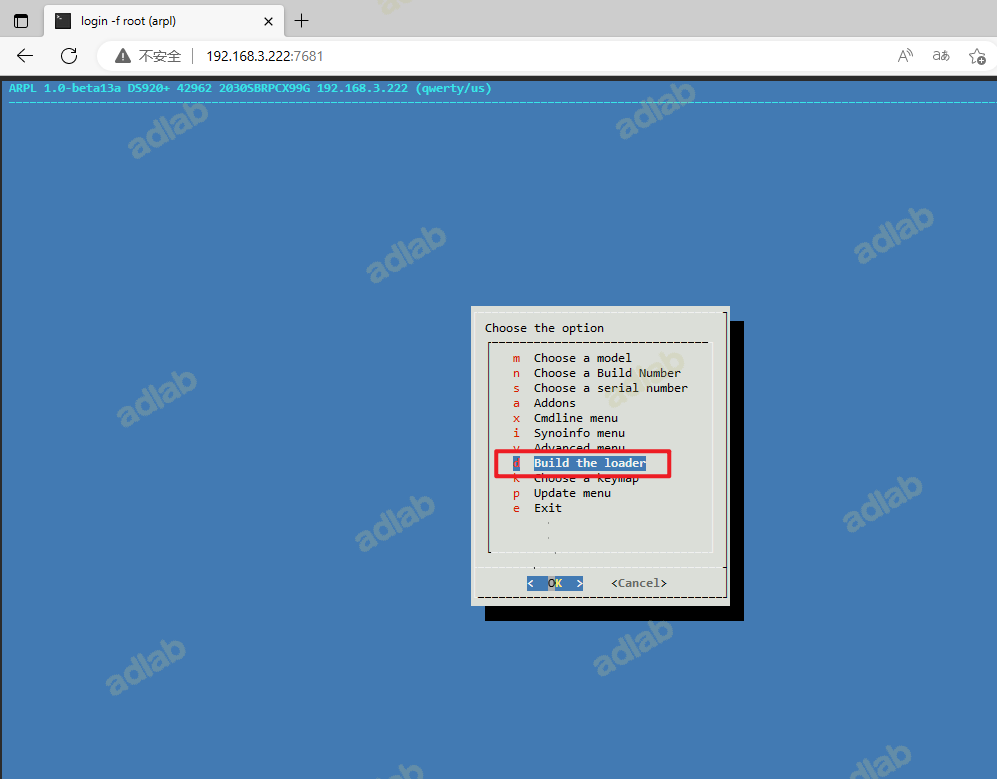 login -f root (arpl)
不安全 192.168.3.222:7681
ARPL 1.0-beta13a DS920+ 42962 2030SBRPCX99G 192.168.3.222 (qwerty/us)
adlab
adlab
adlab
adlab
Choose the option
m Choose a model
n Choose a Build Number
s Choose a serial number
a Addons
x Cmdline menu
i Synoinfo menu
v Advanced menu
Build the loader
k Choose a keymap
p Update menu
e Exit
< OK > <Cancel>
adlab
adlab
adlab
adlab
adlab
adlab
adlab
adlab